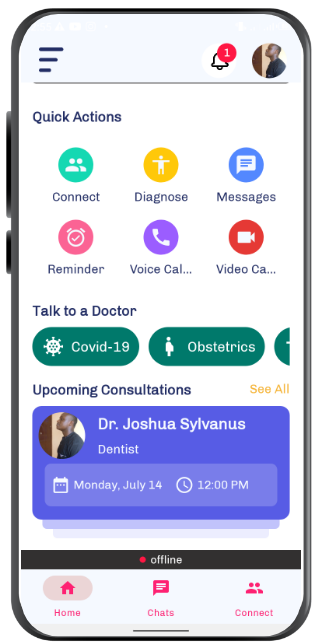 1
Quick Actions
Connect
Diagnose
Messages
Reminder
Voice Cal...
Video Ca...
Talk to a Doctor
Covid-19
Obstetrics
Upcoming Consultations
See All
Dr. Joshua Sylvanus
Dentist
Monday, July 14
12:00 PM
offline
Home
Chats
Connect